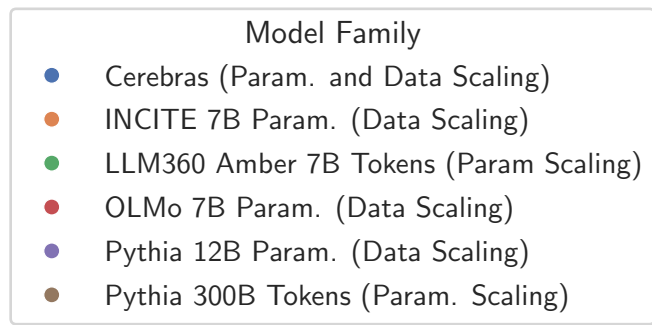 Model Family
Cerebras (Param. and Data Scaling)
INCITE 7B Param. (Data Scaling)
LLM360 Amber 7B Tokens (Param Scaling)
OLMo 7B Param. (Data Scaling)
Pythia 12B Param. (Data Scaling)
Pythia 300B Tokens (Param. Scaling)